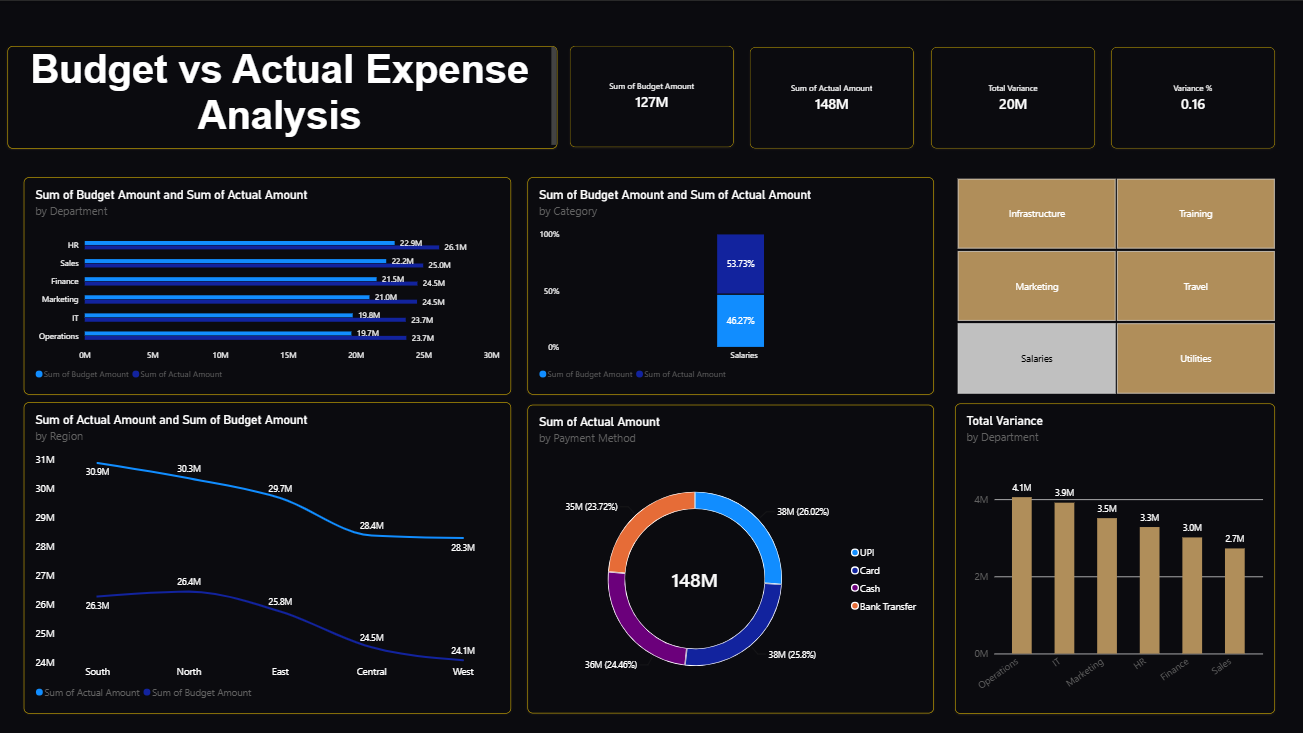 Budget vs Actual Expense
Analysis
Sum of Budget Amount
127M
Sum of Actual Amount
148M
Total Variance
20M
Variance %
0.16
Sum of Budget Amount and Sum of Actual Amount
by Department
HR
22.9M
26.1M
Sales
22.2M
25.0M
Finance
21.5M
24.5M
Marketing
21.0M
24.5M
IT
19.8M
23.7M
Operations
19.7M
23.7M
0M 5M 10M 15M 20M 25M 30M
Sum of Budget Amount Sum of Actual Amount
Sum of Budget Amount and Sum of Actual Amount
by Category
100%
50%
0%
53.73%
46.27%
Salaries
Sum of Budget Amount Sum of Actual Amount
Infrastructure
Training
Marketing
Travel
Salaries
Utilities
Sum of Actual Amount and Sum of Budget Amount
by Region
31M
30M
29M
28M
27M
26M
25M
24M
30.9M
30.3M
29.7M
28.4M
28.3M
26.3M
26.4M
25.8M
24.5M
24.1M
South North East Central West
Sum of Actual Amount Sum of Budget Amount
Sum of Actual Amount
by Payment Method
35M (23.72%)
38M (26.02%)
148M
36M (24.46%)
38M (25.8%)
UPI
Card
Cash
Bank Transfer
Total Variance
by Department
4M
2M
0M
4.1M
3.9M
3.5M
3.3M
3.0M
2.7M
Operations
IT
Marketing
HR
Finance
Sales